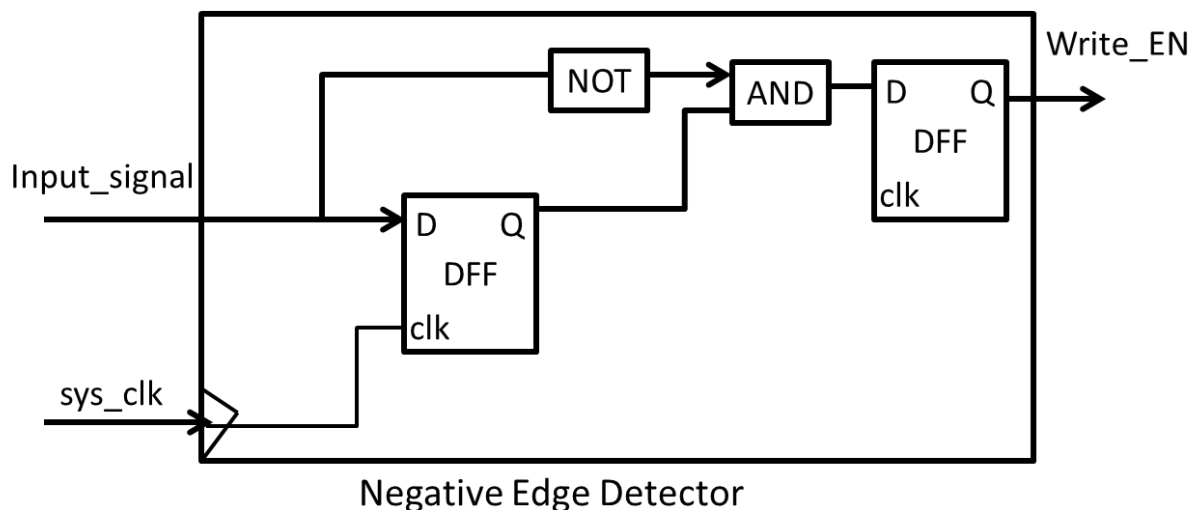 Write_EN
NOT
AND
D Q
DFF
clk
Input_signal
D Q
DFF
clk
sys_clk
Negative Edge Detector